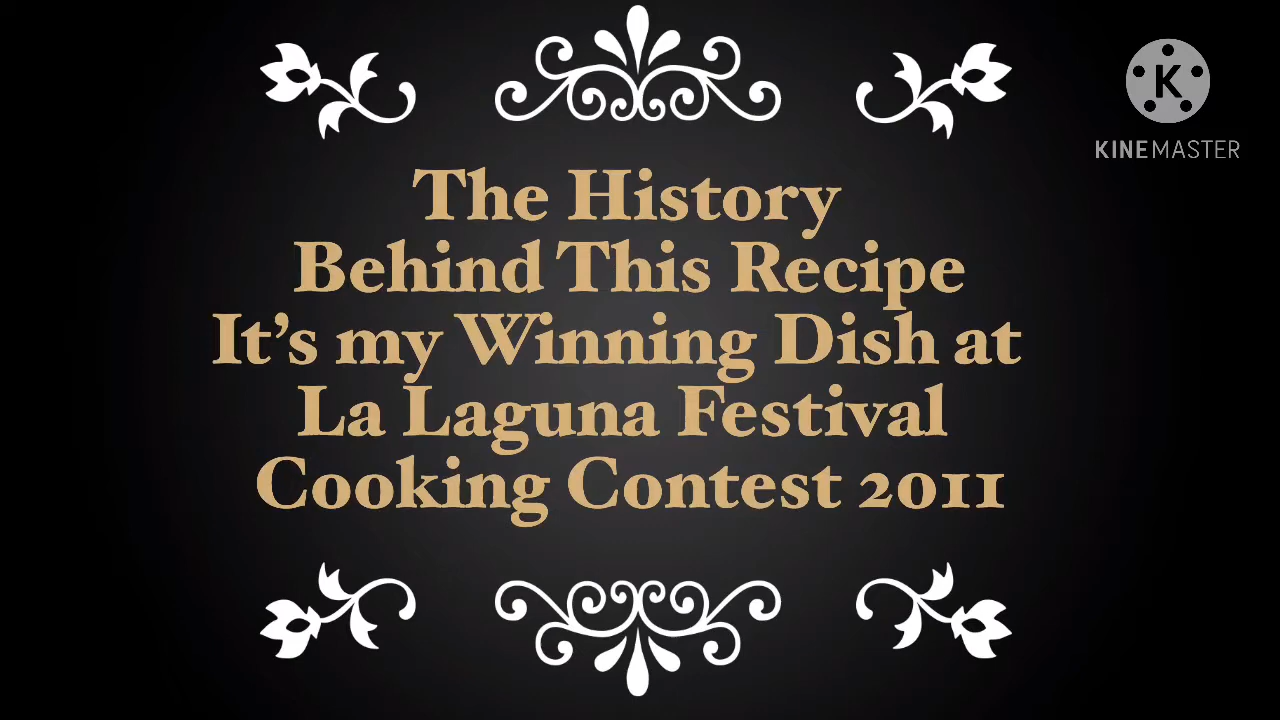 K
KINEMASTER
The History
Behind This Recipe
It's my Winning Dish at
La Laguna Festival
Cooking Contest 2011